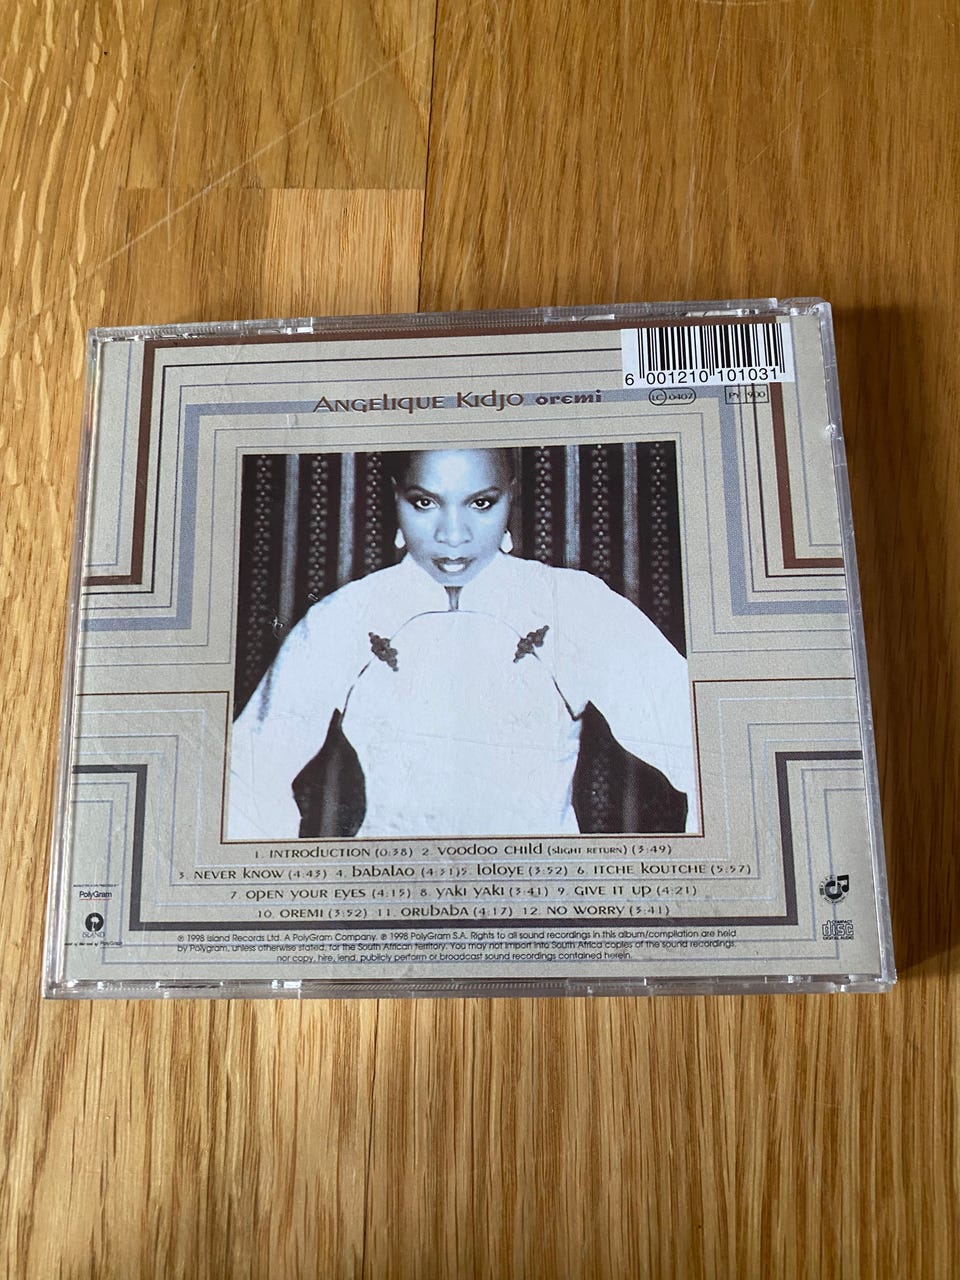 6 001210 101031
ANGELIQUE KIDJO oremi
LC 0407 PY 900
1. INTRODUCTION (0:38) 2. VOODOO CHILD (SLIGHT RETURN) (3:49)
3. NEVER KNOW (4:43) 4. BABALAO (4:31) 5. LOLOYE (3:52) 6. ITCHE KOUTCHE (5:57)
7 OPEN YOUR EYES (4:15) 8. YAKI YAKI (3:41) 9. GIVE IT UP (4:21)
10. OREMI (3:52) 11. ORUBABA (4:17) 12. NO WORRY (3:41)
PolyGram
ISLAND
COMPACT
disc
DIGITAL AUDIO
℗ 1998 Island Records Ltd. A PolyGram Company. ℗ 1998 PolyGram S.A. Rights to all sound recordings in this album/compilation are held
by Polygram, unless otherwise stated, for the South African territory. You may not import into South Africa copies of the sound recordings,
nor copy, hire, lend, publicly perform or broadcast sound recordings contained herein.